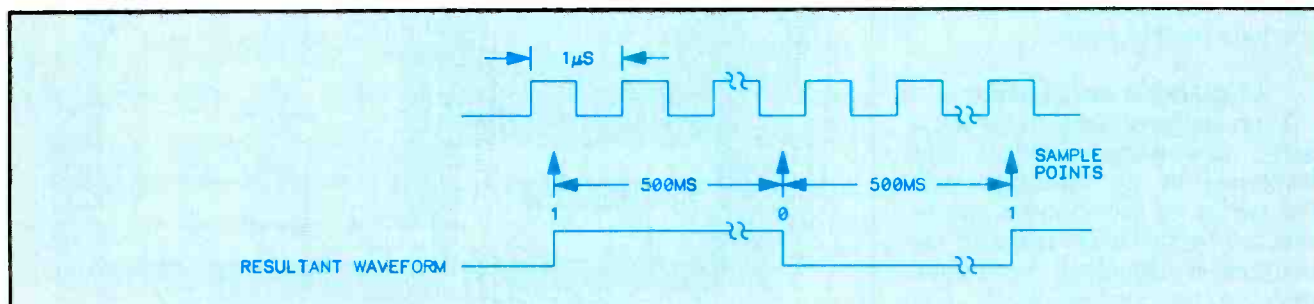 1µS
SAMPLE
POINTS
500MS 500MS
1 0 1
RESULTANT WAVEFORM